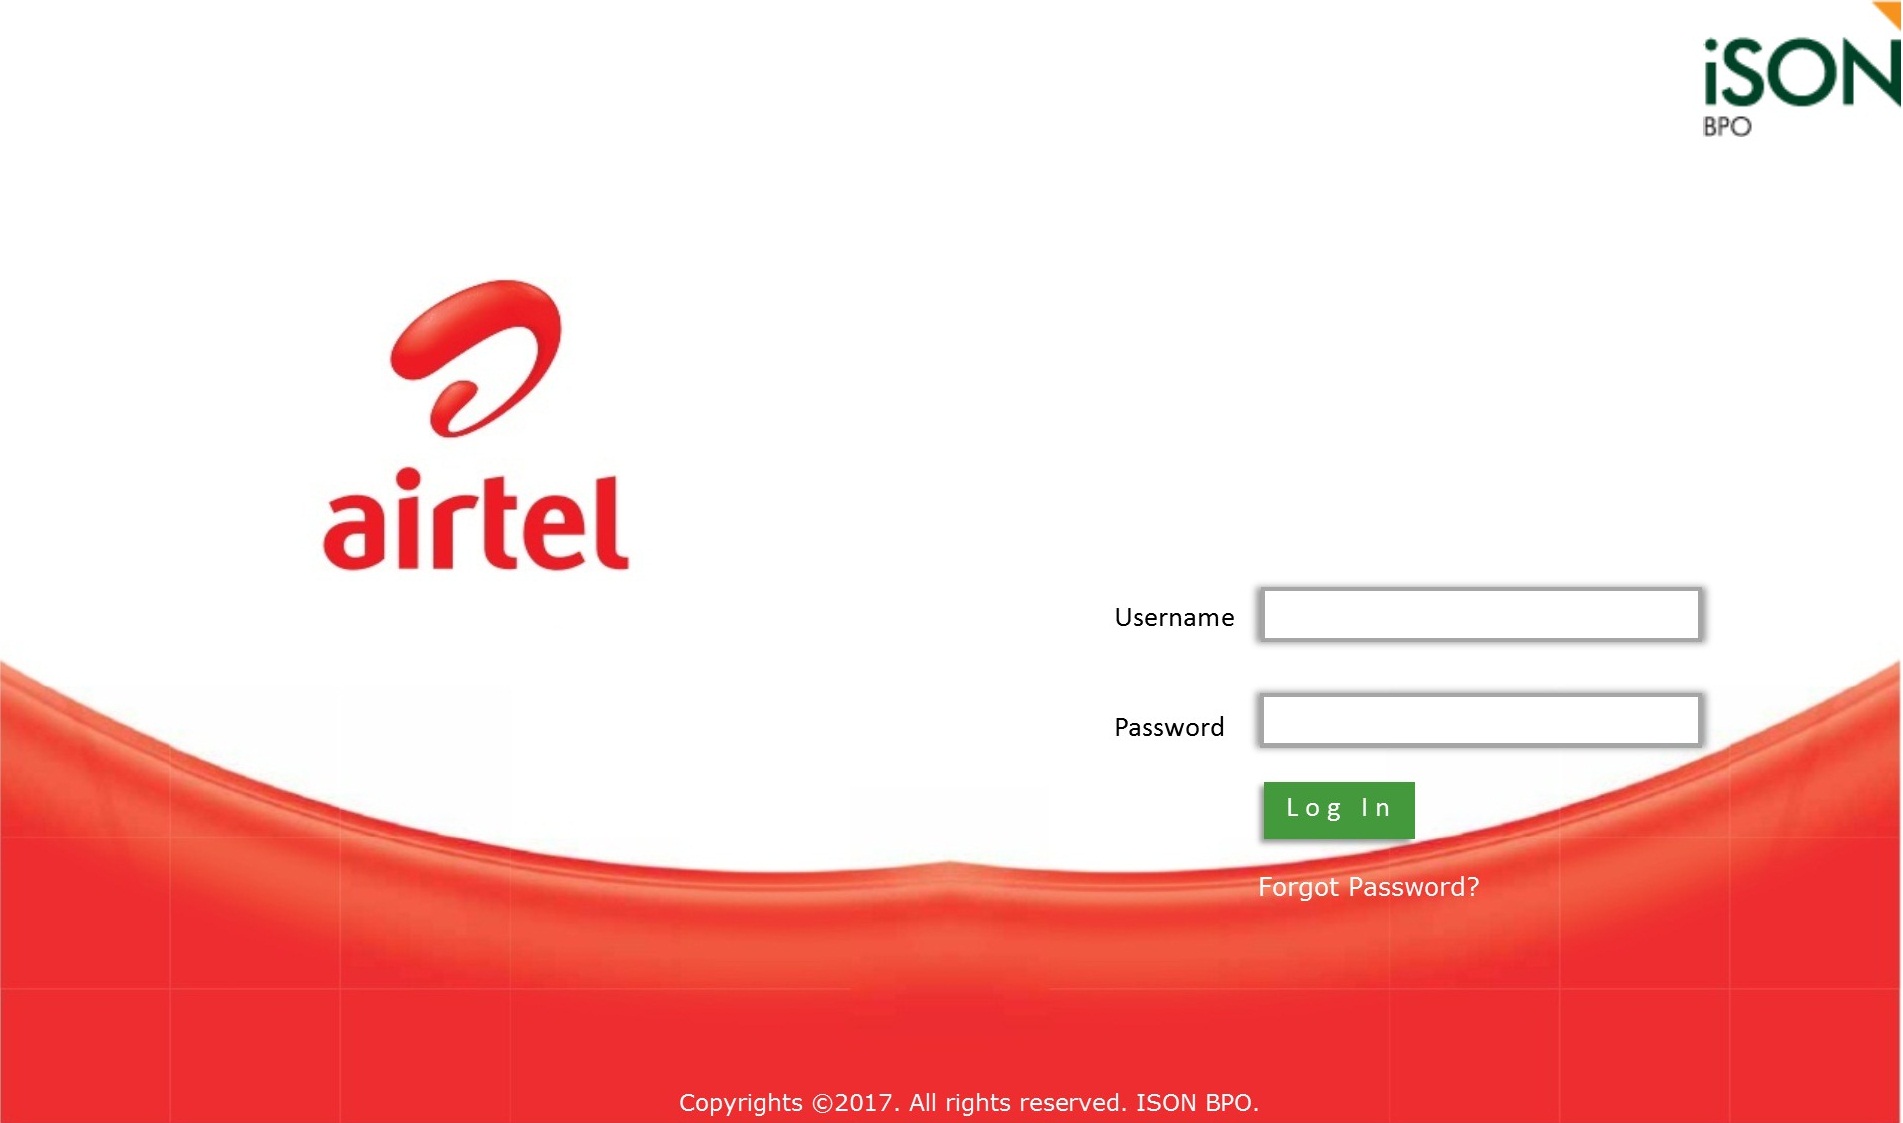 iSON
BPO
airtel
Username
Password
Log In
Forgot Password?
Copyrights ©2017. All rights reserved. ISON BPO.